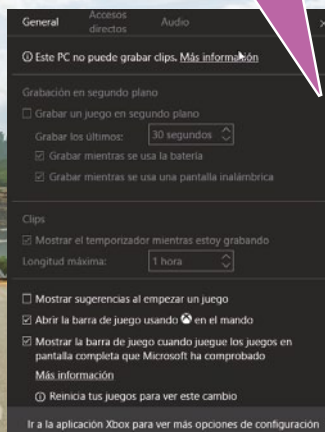 General
Accesos
directos
Audio
Este PC no puede grabar clips. Más información
Grabación en segundo plano
Grabar un juego en segundo plano
Grabar los últimos: 30 segundos
Grabar mientras se usa la batería
Grabar mientras se usa una pantalla inalámbrica
Clips
Mostrar el temporizador mientras estoy grabando
Longitud máxima: 1 hora
Mostrar sugerencias al empezar un juego
Abrir la barra de juego usando en el mando
Mostrar la barra de juego cuando juegue los juegos en
pantalla completa que Microsoft ha comprobado
Más información
Reinicia tus juegos para ver este cambio
Ir a la aplicación Xbox para ver más opciones de configuración